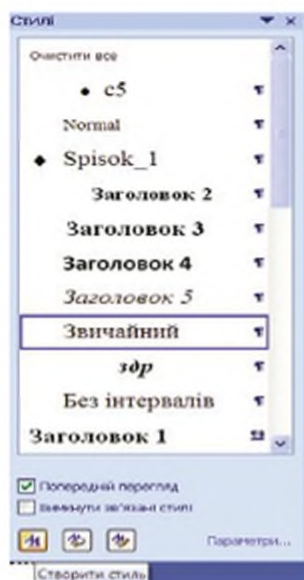 Стилі
Очистити все
c5
Normal
Spisok_1
Заголовок 2
Заголовок 3
Заголовок 4
Заголовок 5
Звичайний
здр
Без інтервалів
Заголовок 1
Попередній перегляд
Вимкнути зв'язані стилі
Параметри...
Створити стиль